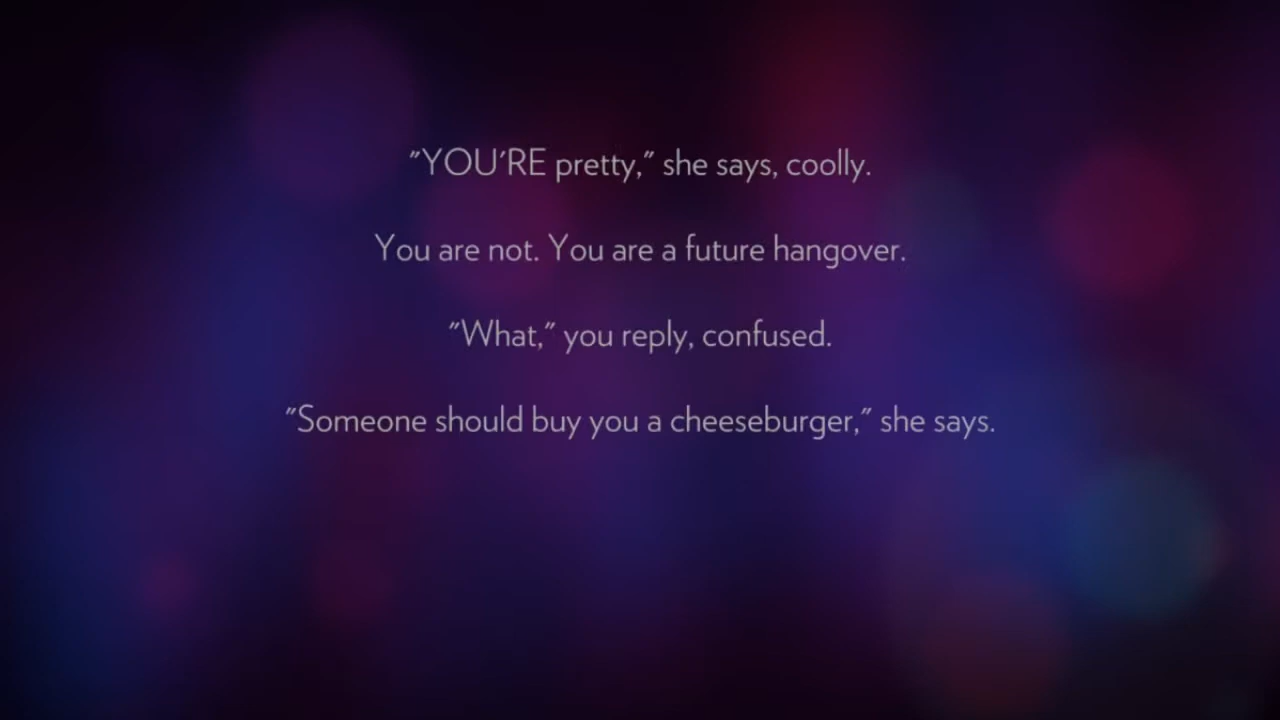 "YOU'RE pretty," she says, coolly.
You are not. You are a future hangover.
"What," you reply, confused.
"Someone should buy you a cheeseburger," she says.